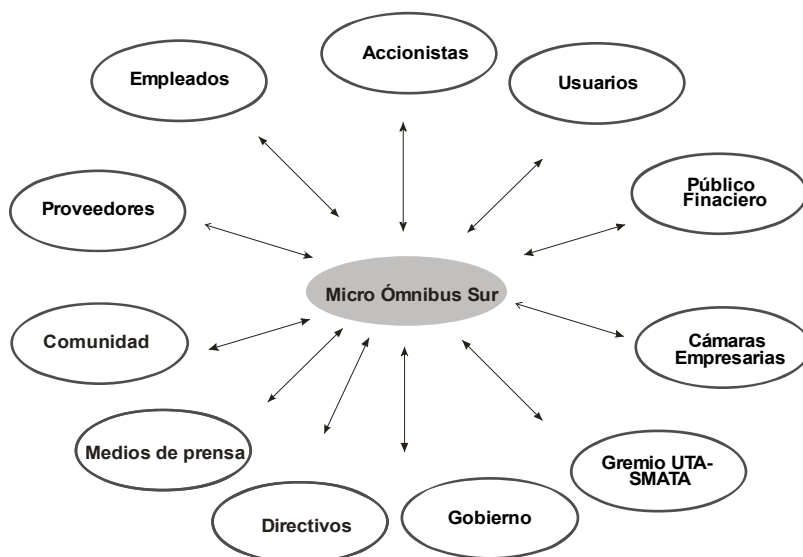 Accionistas
Empleados
Usuarios
Público
Finaciero
Proveedores
Micro Ómnibus Sur
Comunidad
Cámaras
Empresarias
Medios de prensa
Gremio UTA-
SMATA
Directivos
Gobierno